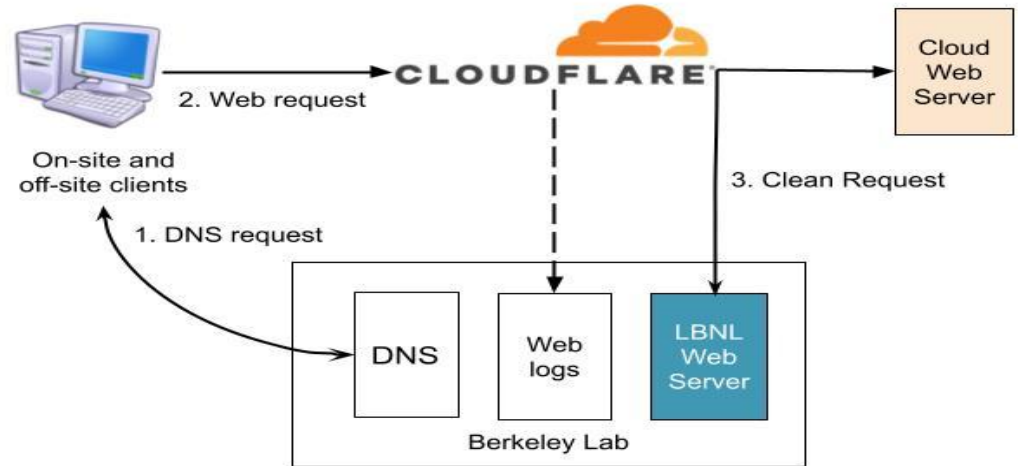 CLOUDFLARE
Cloud
Web
Server
2. Web request
On-site and
off-site clients
3. Clean Request
1. DNS request
DNS
Web
logs
LBNL
Web
Server
Berkeley Lab